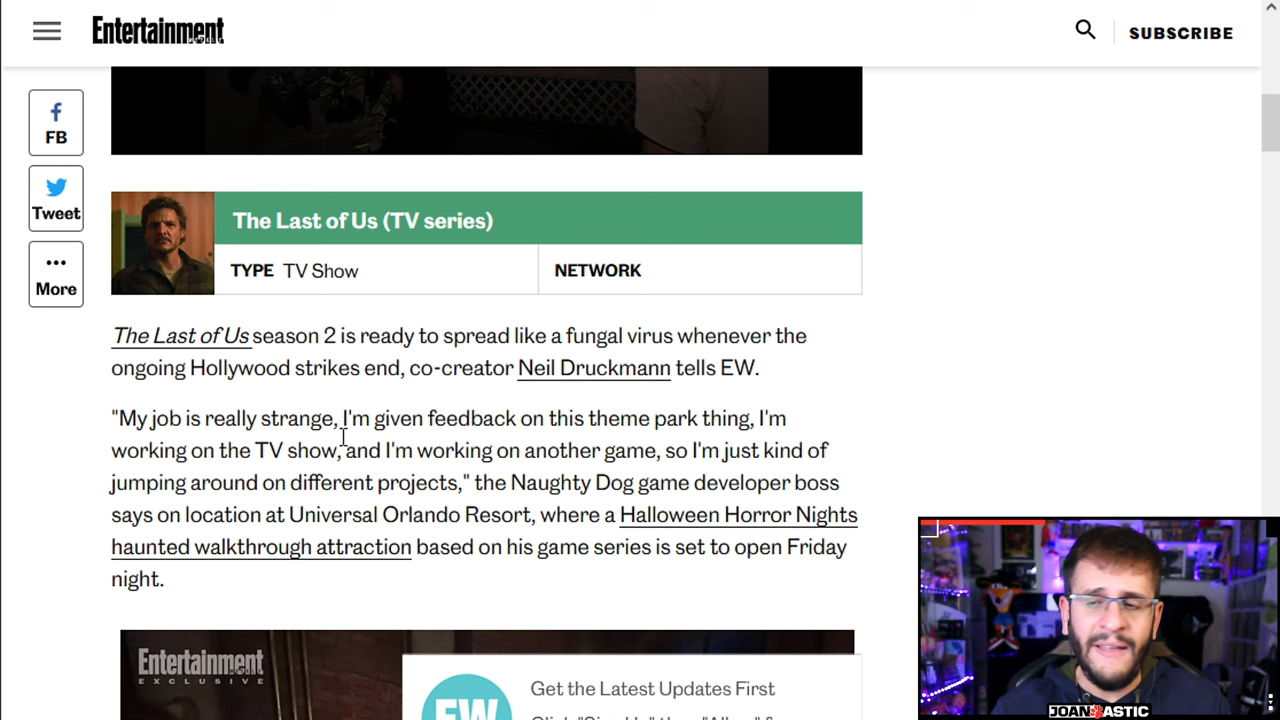 Entertainment
SUBSCRIBE
FB
Tweet
More
The Last of Us (TV series)
TYPE TV Show
NETWORK
The Last of Us season 2 is ready to spread like a fungal virus whenever the
ongoing Hollywood strikes end, co-creator Neil Druckmann tells EW.
"My job is really strange, I'm given feedback on this theme park thing, I'm
working on the TV show, and I'm working on another game, so I'm just kind of
jumping around on different projects," the Naughty Dog game developer boss
says on location at Universal Orlando Resort, where a Halloween Horror Nights
haunted walkthrough attraction based on his game series is set to open Friday
night.
Entertainment
EXCLUSIVE
EW
Get the Latest Updates First
JOANTASTIC